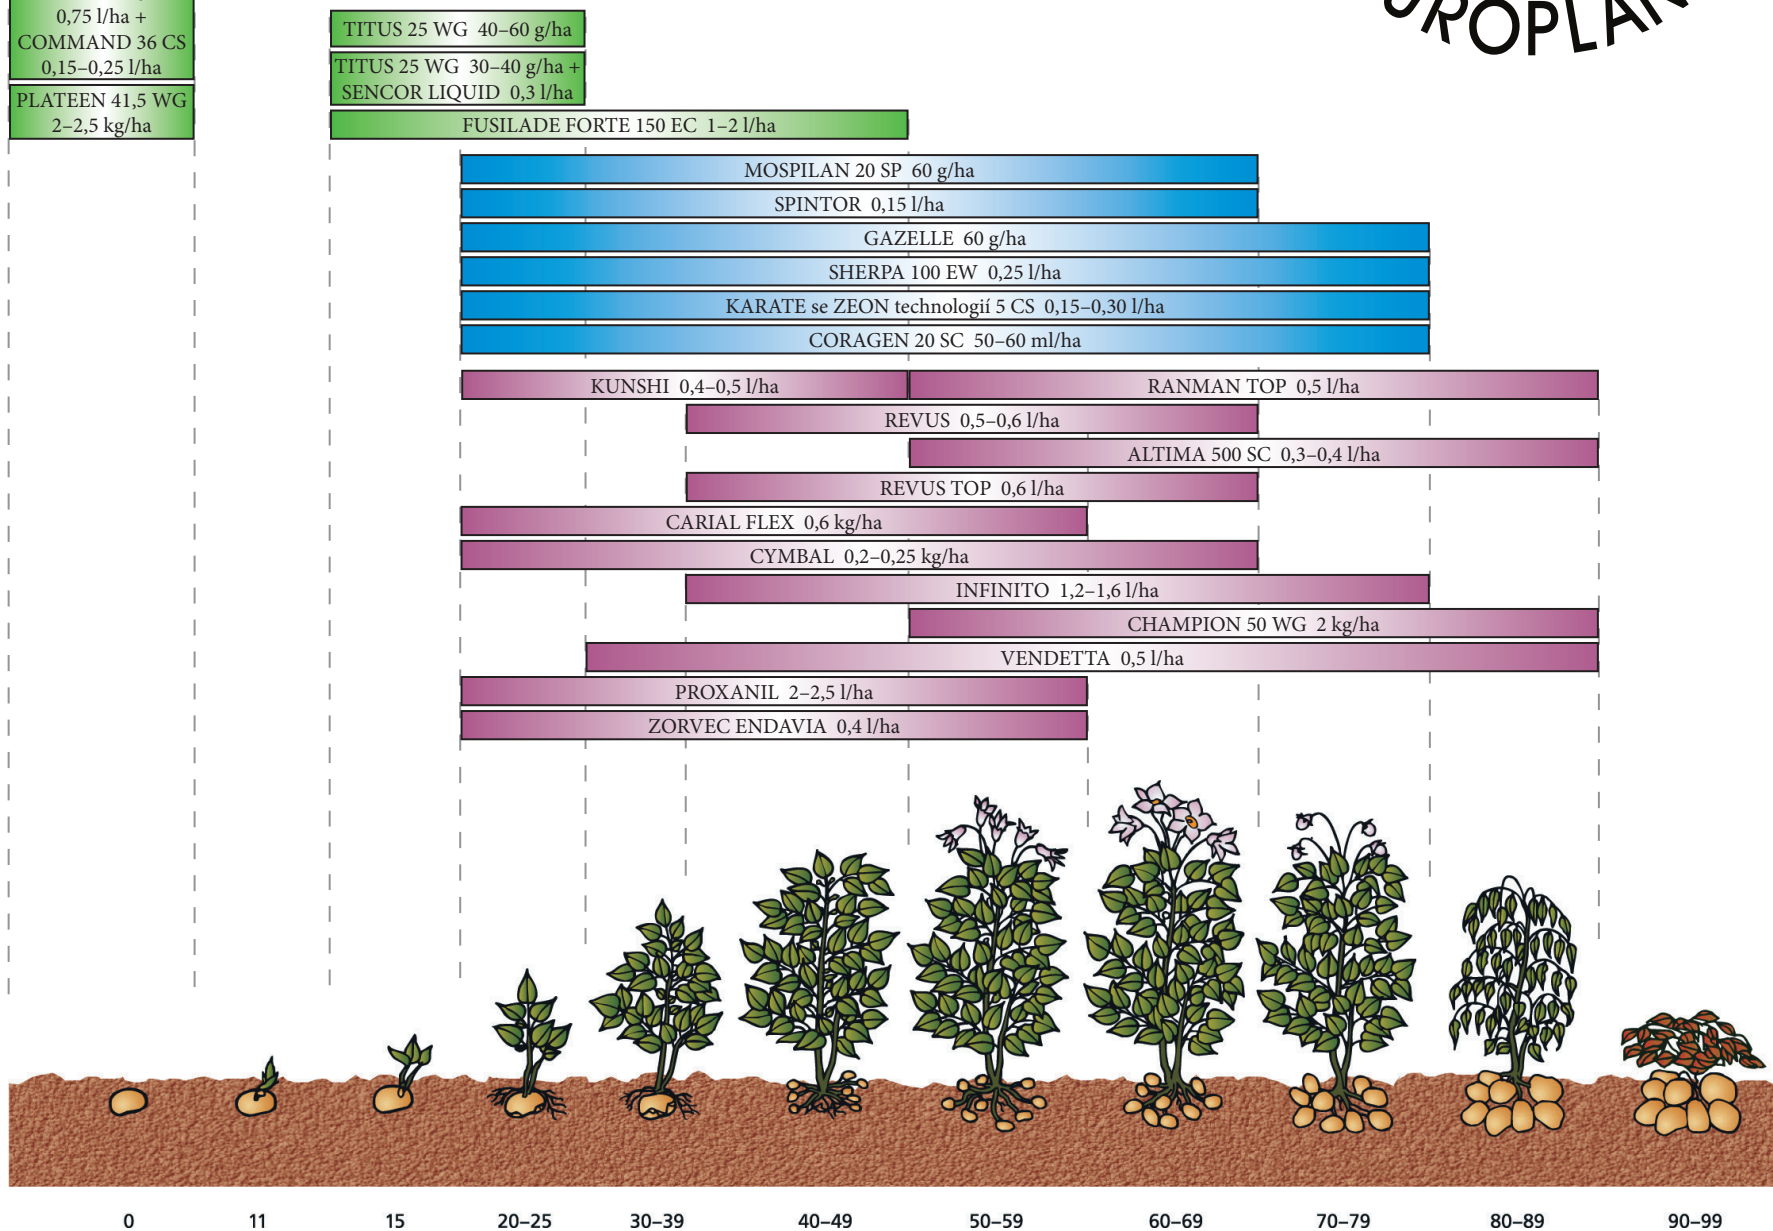 0,75 l/ha +
COMMAND 36 CS
0,15–0,25 l/ha
PLATEEN 41,5 WG
2–2,5 kg/ha
TITUS 25 WG 40–60 g/ha
TITUS 25 WG 30–40 g/ha +
SENCOR LIQUID 0,3 l/ha
FUSILADE FORTE 150 EC 1–2 l/ha
UROPLAN
MOSPILAN 20 SP 60 g/ha
SPINTOR 0,15 l/ha
GAZELLE 60 g/ha
SHERPA 100 EW 0,25 l/ha
KARATE se ZEON technologií 5 CS 0,15–0,30 l/ha
CORAGEN 20 SC 50–60 ml/ha
KUNSHI 0,4–0,5 l/ha RANMAN TOP 0,5 l/ha
REVUS 0,5–0,6 l/ha
ALTIMA 500 SC 0,3–0,4 l/ha
REVUS TOP 0,6 l/ha
CARIAL FLEX 0,6 kg/ha
CYMBAL 0,2–0,25 kg/ha
INFINITO 1,2–1,6 l/ha
CHAMPION 50 WG 2 kg/ha
VENDETTA 0,5 l/ha
PROXANIL 2–2,5 l/ha
ZORVEC ENDAVIA 0,4 l/ha
0 11 15 20–25 30–39 40–49 50–59 60–69 70–79 80–89 90–99